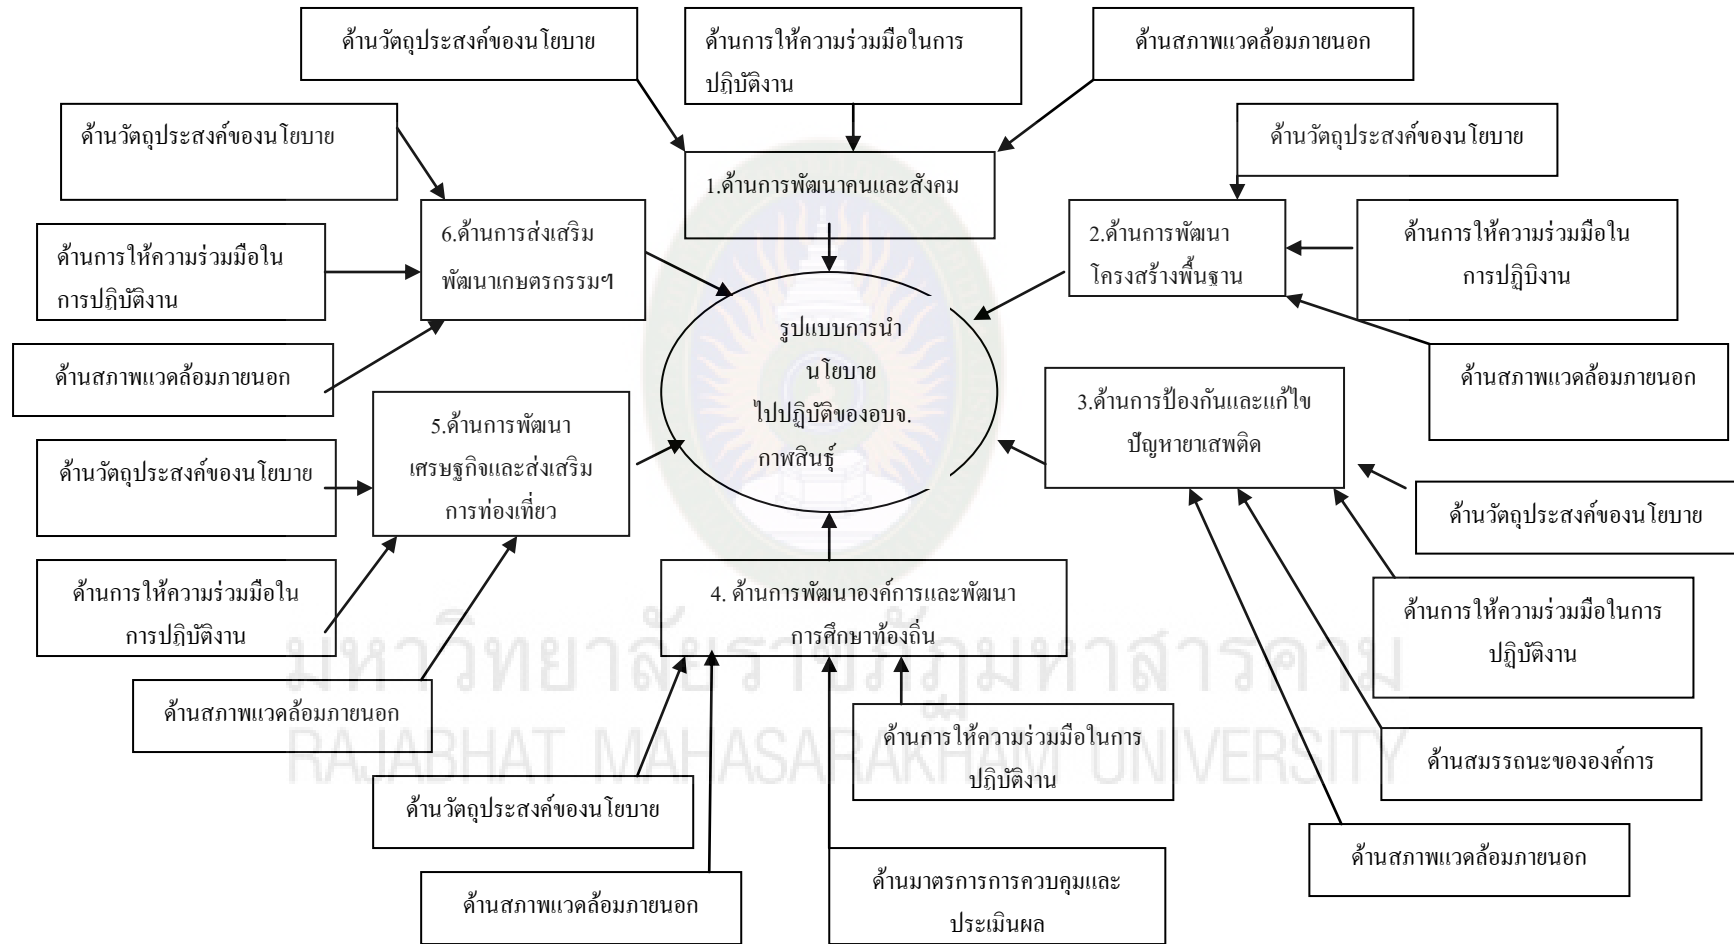 ด้านวัตถุประสงค์ของนโยบาย
ด้านการให้ความร่วมมือในการ
ปฏิบัติงาน
ด้านสภาพแวดล้อมภายนอก
1.ด้านการพัฒนาคนและสังคม
ด้านวัตถุประสงค์ของนโยบาย
2.ด้านการพัฒนา
โครงสร้างพื้นฐาน
ด้านการให้ความร่วมมือใน
การปฏิบิงาน
ด้านสภาพแวดล้อมภายนอก
3.ด้านการป้องกันและแก้ไข
ปัญหายาเสพติด
ด้านวัตถุประสงค์ของนโยบาย
ด้านการให้ความร่วมมือในการ
ปฏิบัติงาน
ด้านสมรรถนะขององค์การ
ด้านสภาพแวดล้อมภายนอก
4. ด้านการพัฒนาองค์การและพัฒนา
การศึกษาท้องถิ่น
ด้านการให้ความร่วมมือในการ
ปฏิบัติงาน
ด้านมาตรการการควบคุมและ
ประเมินผล
ด้านสภาพแวดล้อมภายนอก
ด้านวัตถุประสงค์ของนโยบาย
5.ด้านการพัฒนา
เศรษฐกิจและส่งเสริม
การท่องเที่ยว
ด้านวัตถุประสงค์ของนโยบาย
ด้านการให้ความร่วมมือใน
การปฏิบัติงาน
ด้านสภาพแวดล้อมภายนอก
6.ด้านการส่งเสริม
พัฒนาเกษตรกรรมฯ
ด้านวัตถุประสงค์ของนโยบาย
ด้านการให้ความร่วมมือใน
การปฏิบัติงาน
ด้านสภาพแวดล้อมภายนอก
รูปแบบการนำ
นโยบาย
ไปปฏิบัติของอบจ.
กาฬสินธุ์
มหาวิทยาลัยราชภัฏมหาสารคาม
RAJABHAT MAHASARAKHAM UNIVERSITY